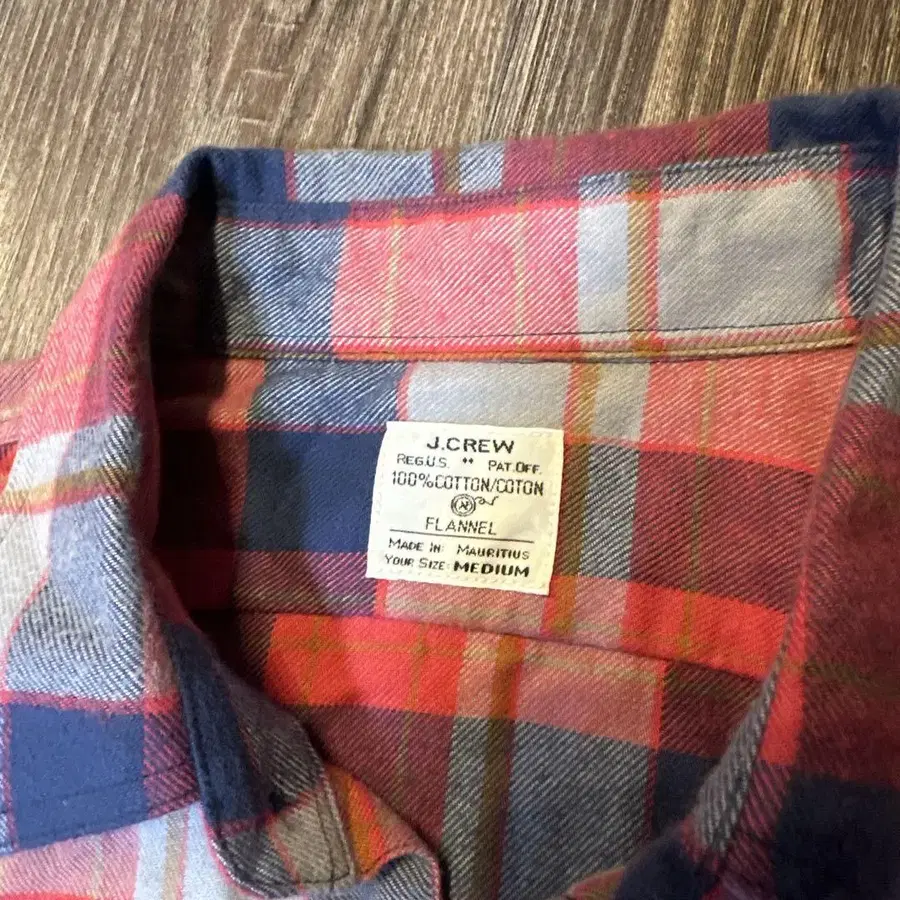 J.CREW
REG.U.S. PAT.OFF.
100%COTTON/COTON
FLANNEL
MADE IN: MAURITIUS
YOUR SIZE: MEDIUM